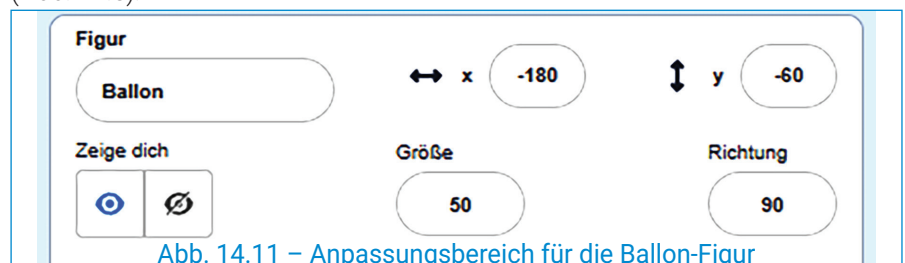 Figur
Ballon
x -180
y -60
Zeige dich
Größe
50
Richtung
90
Abb. 14.11 – Anpassungsbereich für die Ballon-Figur